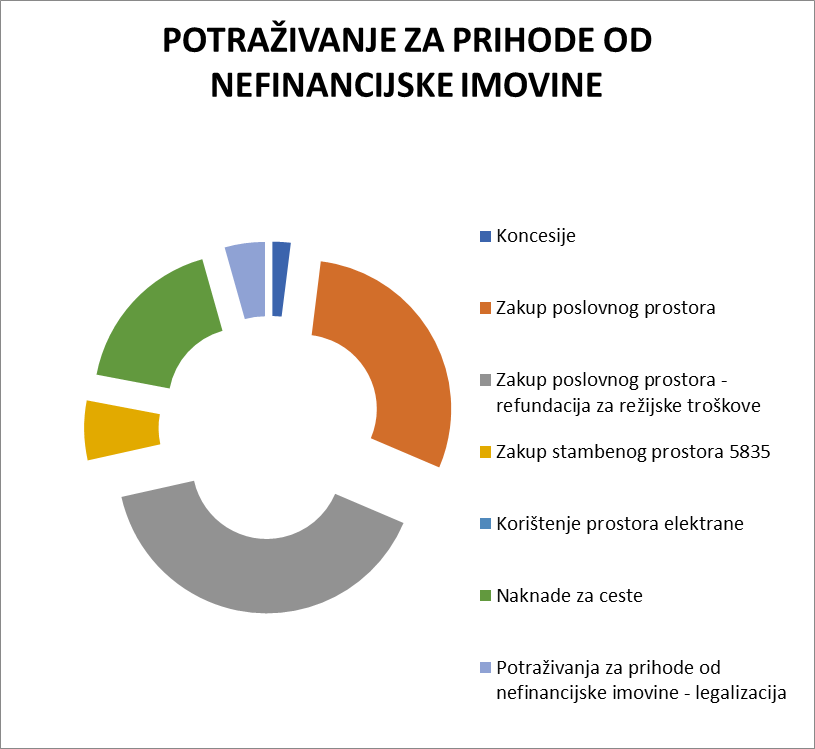 POTRAŽIVANJE ZA PRIHODE OD
NEFINANCIJSKE IMOVINE
Koncesije
Zakup poslovnog prostora
Zakup poslovnog prostora -
refundacija za režijske troškove
Zakup stambenog prostora 5835
Korištenje prostora elektrane
Naknade za ceste
Potraživanja za prihode od
nefinancijske imovine - legalizacija